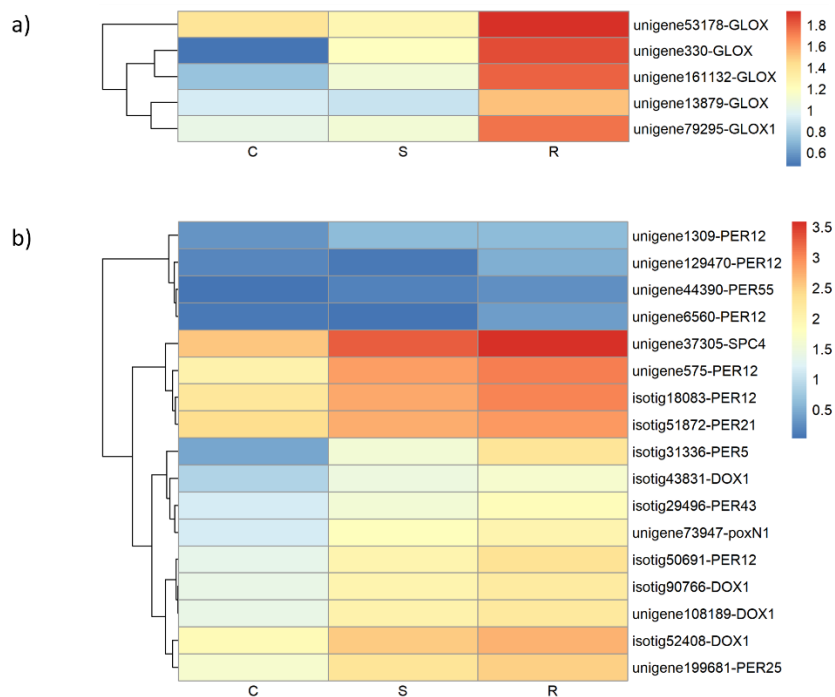 a)
unigene53178-GLOX
unigene330-GLOX
unigene161132-GLOX
unigene13879-GLOX
unigene79295-GLOX1
C S R
1.8
1.6
1.4
1.2
1
0.8
0.6
b)
unigene1309-PER12
unigene129470-PER12
unigene44390-PER55
unigene6560-PER12
unigene37305-SPC4
unigene575-PER12
isotig18083-PER12
isotig51872-PER21
isotig31336-PER5
isotig43831-DOX1
isotig29496-PER43
unigene73947-poxN1
isotig50691-PER12
isotig90766-DOX1
unigene108189-DOX1
isotig52408-DOX1
unigene199681-PER25
C S R
3.5
3
2.5
2
1.5
1
0.5